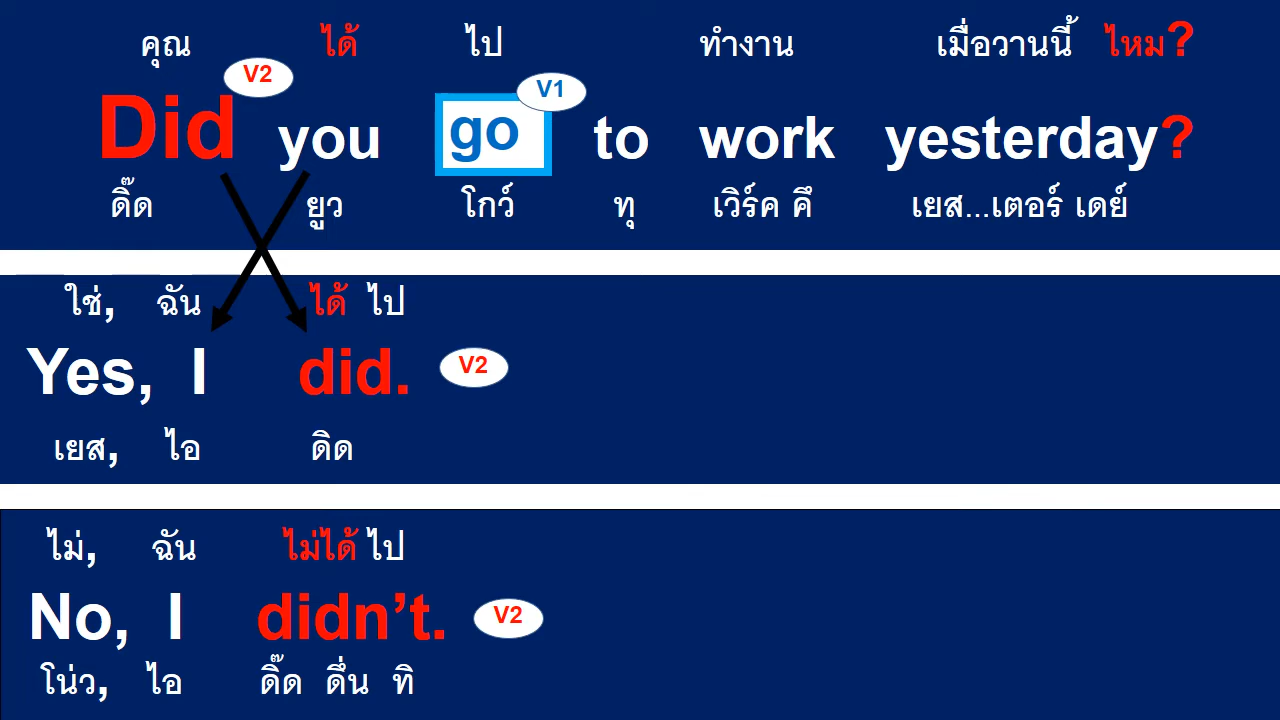 คุณ ได้ ไป ทำงาน เมื่อวานนี้ ไหม?
V2 V1
Did you go to work yesterday?
ดิ๊ด ยูว โกว์ ทุ เวิร์ค คึ เยส...เตอร์ เดย์
ใช่, ฉัน ได้ ไป
Yes, I did. V2
เยส, ไอ ดิด
ไม่, ฉัน ไม่ได้ ไป
No, I didn’t. V2
โน่ว, ไอ ดิ๊ด ดึ่น ทิ